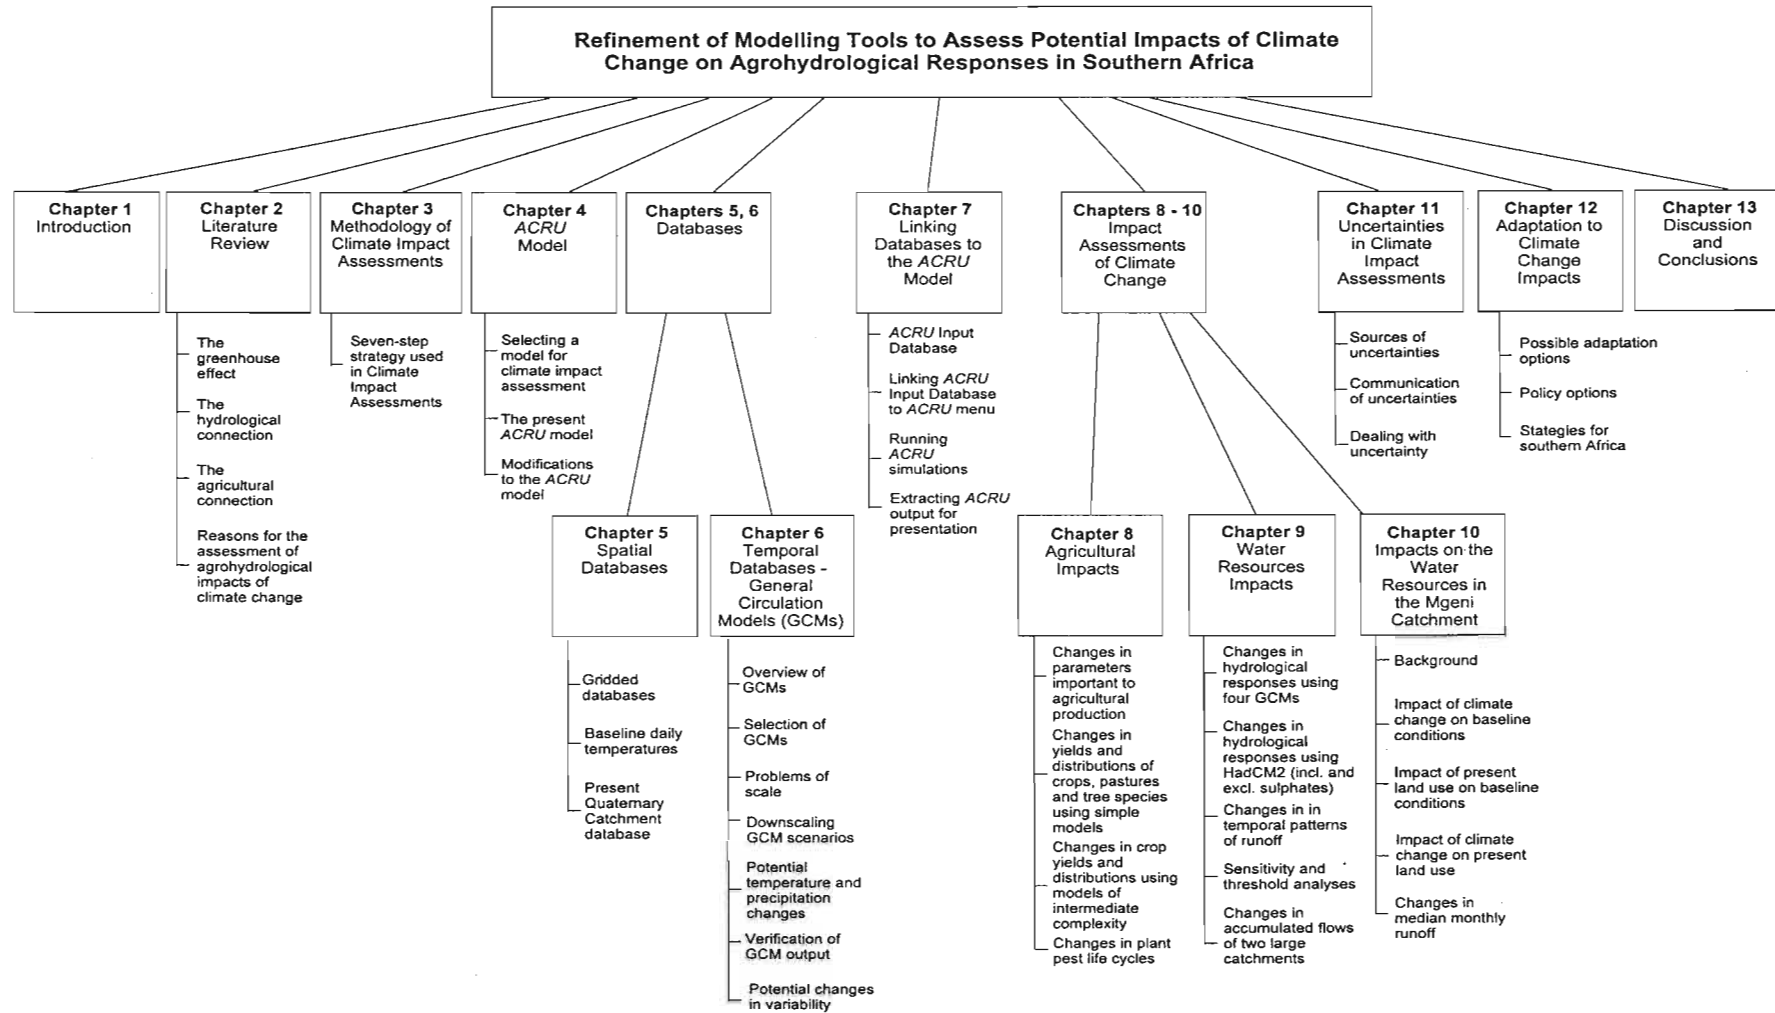 Refinement of Modelling Tools to Assess Potential Impacts of Climate
Change on Agrohydrological Responses in Southern Africa
Chapter 1
Introduction
Chapter 2
Literature
Review
The
greenhouse
effect
The
hydrological
connection
The
agricultural
connection
Reasons for the
assessment of
agrohydrological
impacts of
climate change
Chapter 3
Methodology of
Climate Impact
Assessments
Seven-step
strategy used
in Climate
Impact
Assessments
Chapter 4
ACRU
Model
Selecting a
model for
climate impact
assessment
The present
ACRU model
Modifications
to the ACRU
model
Chapters 5, 6
Databases
Chapter 5
Spatial
Databases
Gridded
databases
Baseline daily
temperatures
Present
Quaternary
Catchment
database
Chapter 6
Temporal
Databases -
General
Circulation
Models (GCMs)
Overview of
GCMs
Selection of
GCMs
Problems of
scale
Downscaling
GCM scenarios
Potential
temperature and
precipitation
changes
Verification of
GCM output
Potential changes
in variability
Chapter 7
Linking
Databases to
the ACRU
Model
ACRU Input
Database
Linking ACRU
Input Database
to ACRU menu
Running
ACRU
simulations
Extracting ACRU
output for
presentation
Chapters 8 - 10
Impact
Assessments
of Climate
Change
Chapter 8
Agricultural
Impacts
Changes in
parameters
important to
agricultural
production
Changes in
yields and
distributions of
crops, pastures
and tree species
using simple
models
Changes in crop
yields and
distributions using
models of
intermediate
complexity
Changes in plant
pest life cycles
Chapter 9
Water
Resources
Impacts
Changes in
hydrological
responses using
four GCMs
Changes in
hydrological
responses using
HadCM2 (incl. and
excl. sulphates)
Changes in in
temporal patterns
of runoff
Sensitivity and
threshold analyses
Changes in
accumulated flows
of two large
catchments
Chapter 10
Impacts on the
Water
Resources in
the Mgeni
Catchment
Background
Impact of climate
change on baseline
conditions
Impact of present
land use on baseline
conditions
Impact of climate
change on present
land use
Changes in
median monthly
runoff
Chapter 11
Uncertainties
in Climate
Impact
Assessments
Sources of
uncertainties
Communication
of uncertainties
Dealing with
uncertainty
Chapter 12
Adaptation to
Climate
Change
Impacts
Possible adaptation
options
Policy options
Stategies for
southern Africa
Chapter 13
Discussion
and
Conclusions